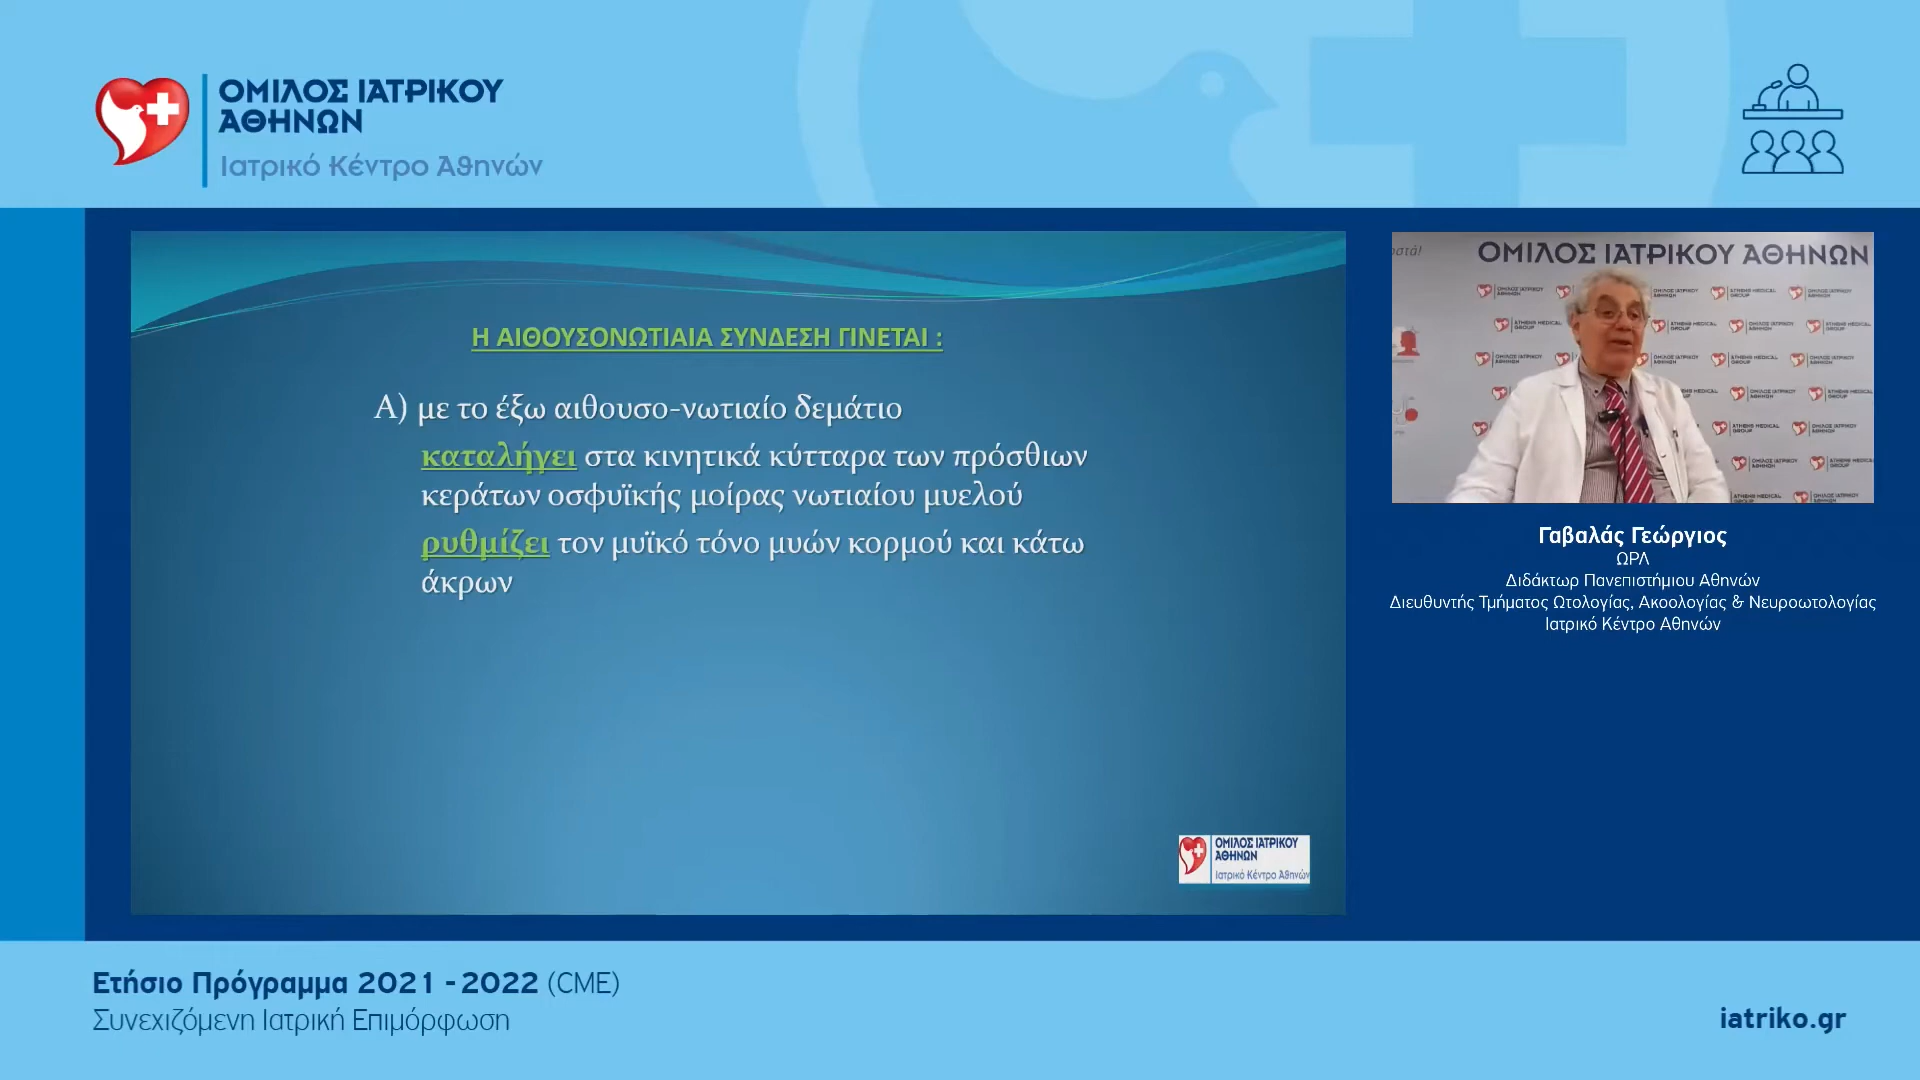 ΟΜΙΛΟΣ ΙΑΤΡΙΚΟΥ
ΑΘΗΝΩΝ
Ιατρικό Κέντρο Αθηνών
Η ΑΙΘΟΥΣΟΝΩΤΙΑΙΑ ΣΥΝΔΕΣΗ ΓΙΝΕΤΑΙ :
Α) με το έξω αιθουσο-νωτιαίο δεμάτιο
καταλήγει στα κινητικά κύτταρα των πρόσθιων
κεράτων οσφυϊκής μοίρας νωτιαίου μυελού
ρυθμίζει τον μυϊκό τόνο μυών κορμού και κάτω
άκρων
ΟΜΙΛΟΣ ΙΑΤΡΙΚΟΥ
ΑΘΗΝΩΝ
Ιατρικό Κέντρο Αθηνών
ΟΜΙΛΟΣ ΙΑΤΡΙΚΟΥ ΑΘΗΝΩΝ
Γαβαλάς Γεώργιος
ΩΡΛ
Διδάκτωρ Πανεπιστήμιου Αθηνών
Διευθυντής Τμήματος Ωτολογίας, Ακοολογίας & Νευροωτολογίας
Ιατρικό Κέντρο Αθηνών
Ετήσιο Πρόγραμμα 2021 - 2022 (CME)
Συνεχιζόμενη Ιατρική Επιμόρφωση
iatriko.gr